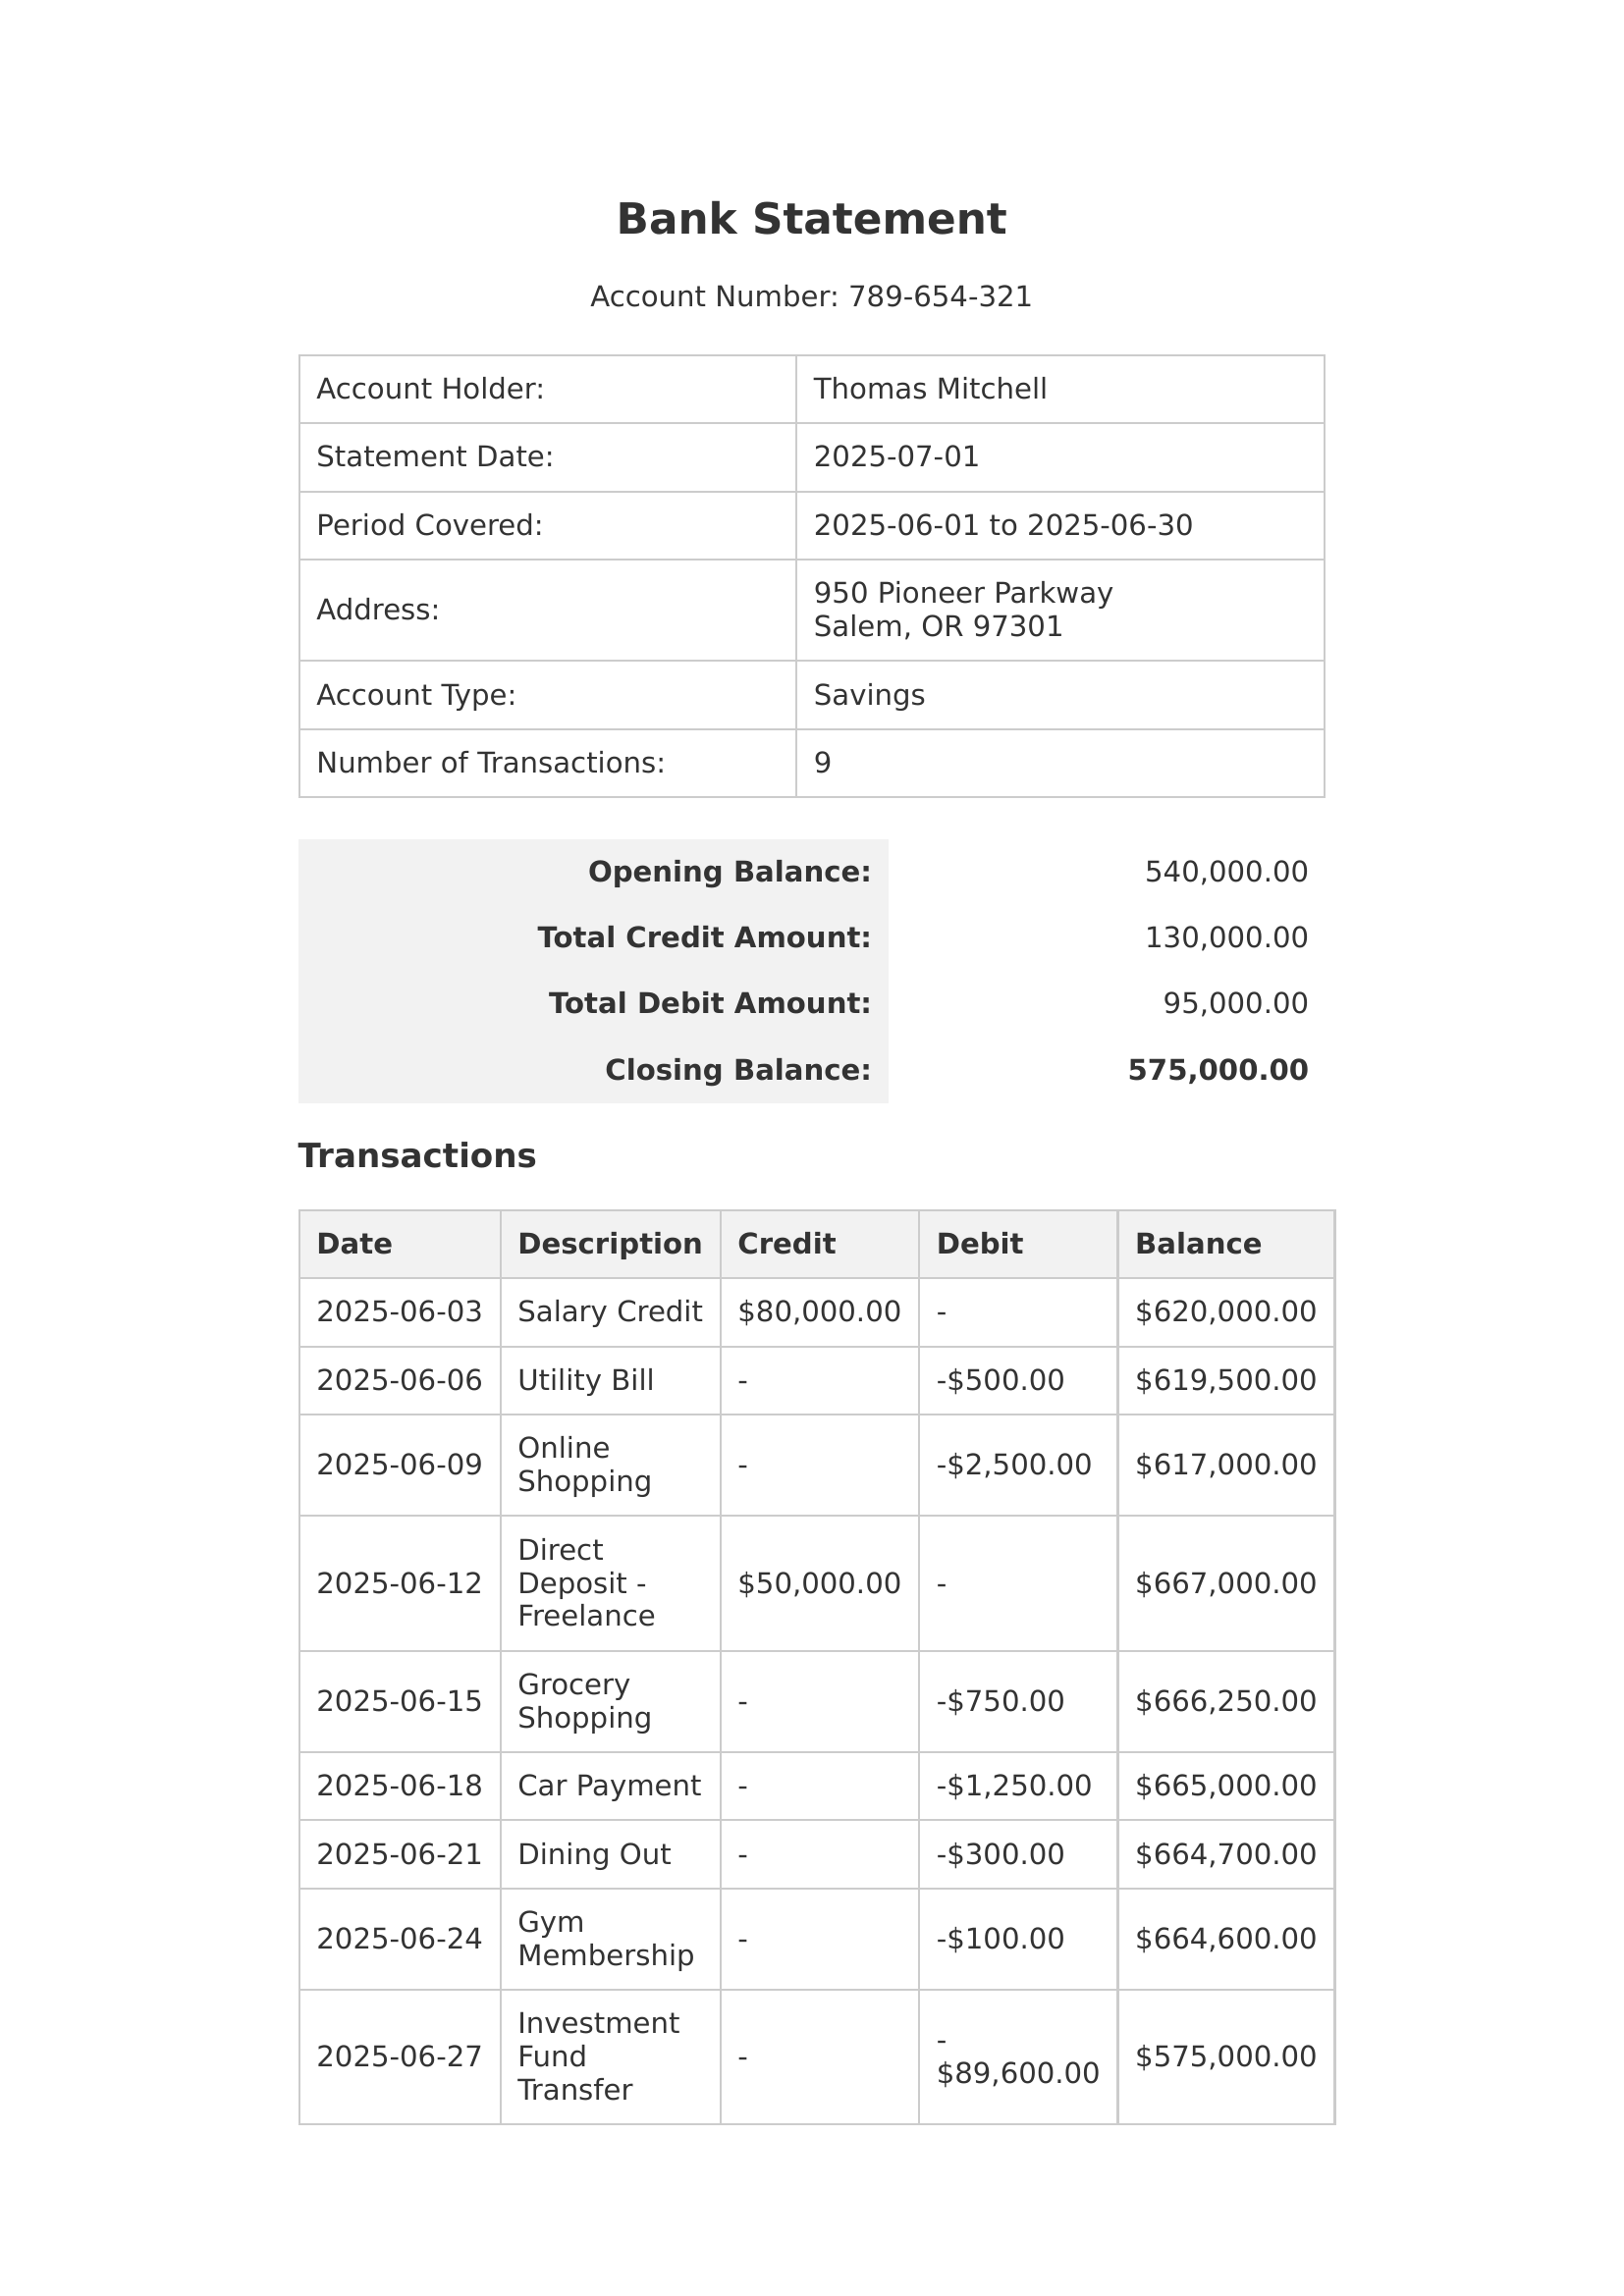 Bank Statement
Account Number: 789-654-321
Account Holder: Thomas Mitchell
Statement Date: 2025-07-01
Period Covered: 2025-06-01 to 2025-06-30
Address: 950 Pioneer Parkway
Salem, OR 97301
Account Type: Savings
Number of Transactions: 9
Opening Balance: 540,000.00
Total Credit Amount: 130,000.00
Total Debit Amount: 95,000.00
Closing Balance: 575,000.00
Transactions
Date Description Credit Debit Balance
2025-06-03 Salary Credit $80,000.00 - $620,000.00
2025-06-06 Utility Bill - -$500.00 $619,500.00
2025-06-09 Online
Shopping - -$2,500.00 $617,000.00
2025-06-12 Direct
Deposit -
Freelance $50,000.00 - $667,000.00
2025-06-15 Grocery
Shopping - -$750.00 $666,250.00
2025-06-18 Car Payment - -$1,250.00 $665,000.00
2025-06-21 Dining Out - -$300.00 $664,700.00
2025-06-24 Gym
Membership - -$100.00 $664,600.00
2025-06-27 Investment
Fund
Transfer - -
$89,600.00 $575,000.00